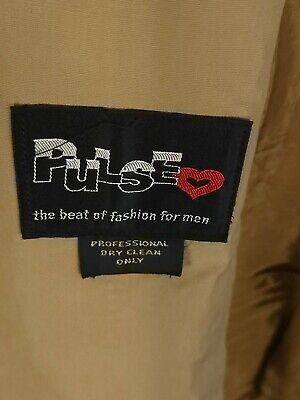 PULSE
the beat of fashion for men
PROFESSIONAL
DRY CLEAN
ONLY